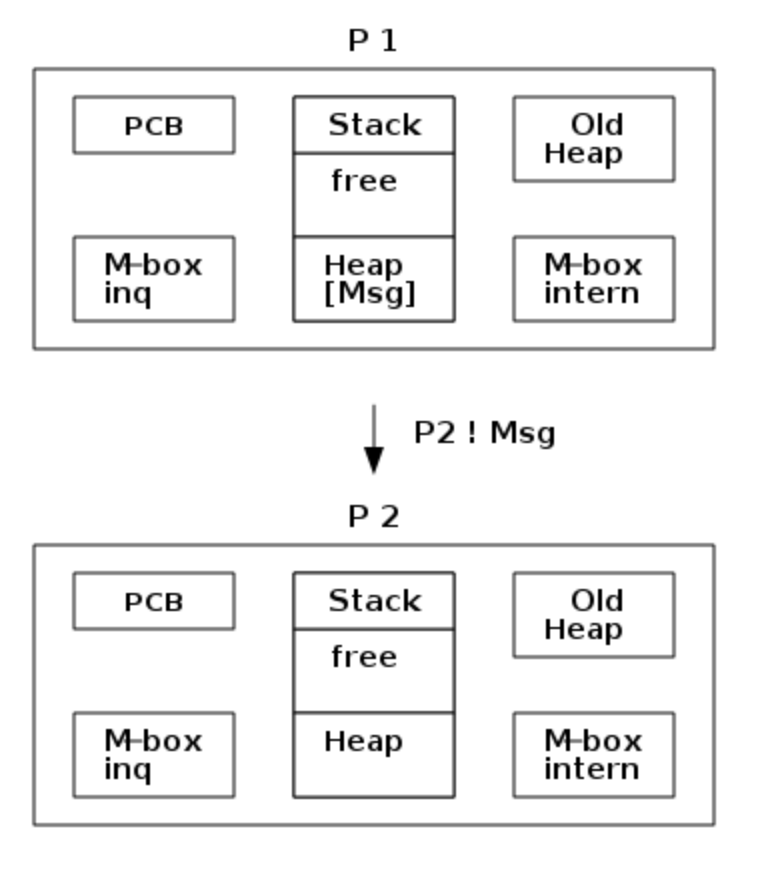 P 1
PCB
Stack
Old
Heap
free
M-box
inq
Heap
[Msg]
M-box
intern
P2 ! Msg
P 2
PCB
Stack
Old
Heap
free
M-box
inq
Heap
M-box
intern